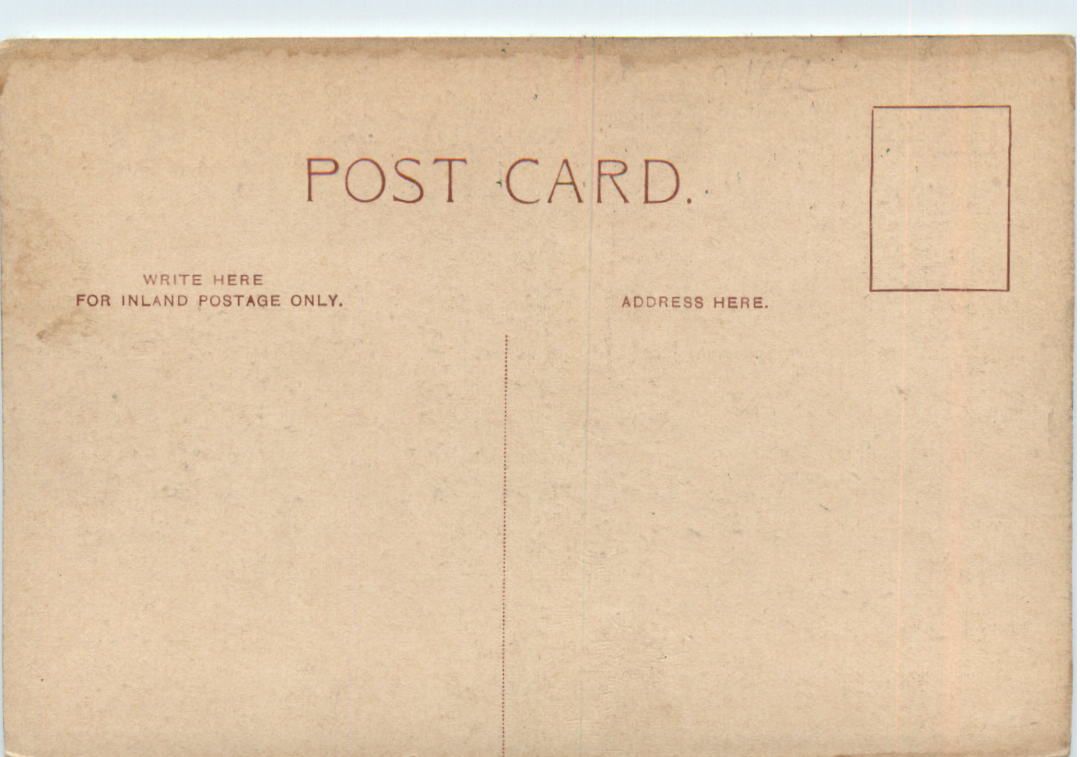 POST CARD.
WRITE HERE
FOR INLAND POSTAGE ONLY.
ADDRESS HERE.